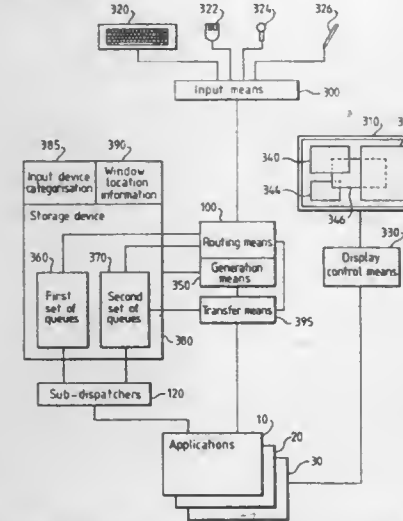 320 322 324 326
Input means 300
385 390 310
Input device categorisation
Window location information
340
344
346
Storage device
100
360 370
Routing means
330
350
Generation means
Display control means
First set of queues
Second set of queues
Transfer means 395
380
Sub-dispatchers 120
10
Applications 20
30